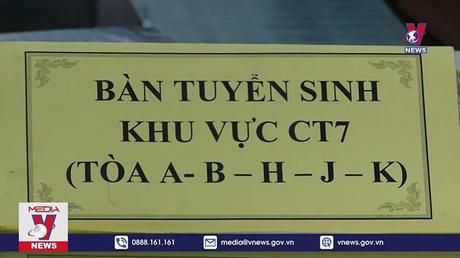 V
NEWS
BÀN TUYỂN SINH
KHU VỰC CT7
(TÒA A- B – H – J – K)
MEDIA
V
NEWS
0888.161.161
media@vnews.gov.vn
vnews.gov.vn